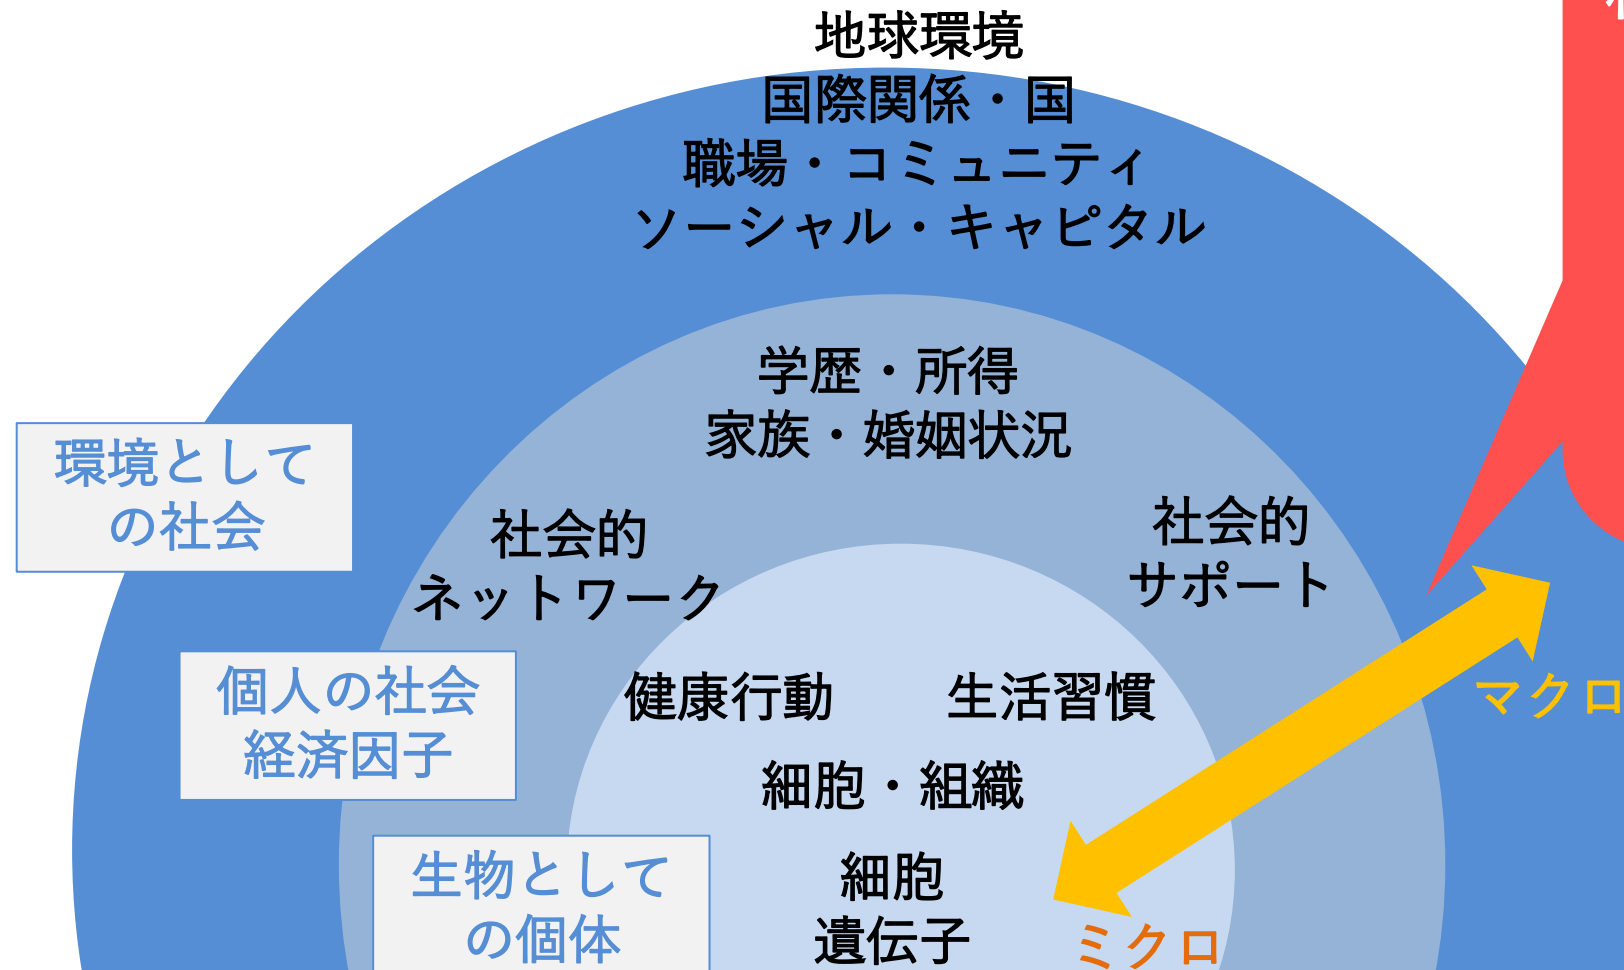 地球環境
国際関係・国
職場・コミュニティ
ソーシャル・キャピタル
学歴・所得
家族・婚姻状況
環境として
の社会
社会的
ネットワーク
社会的
サポート
個人の社会
経済因子
健康行動
生活習慣
マクロ
細胞・組織
生物として
の個体
細胞
遺伝子
ミクロ